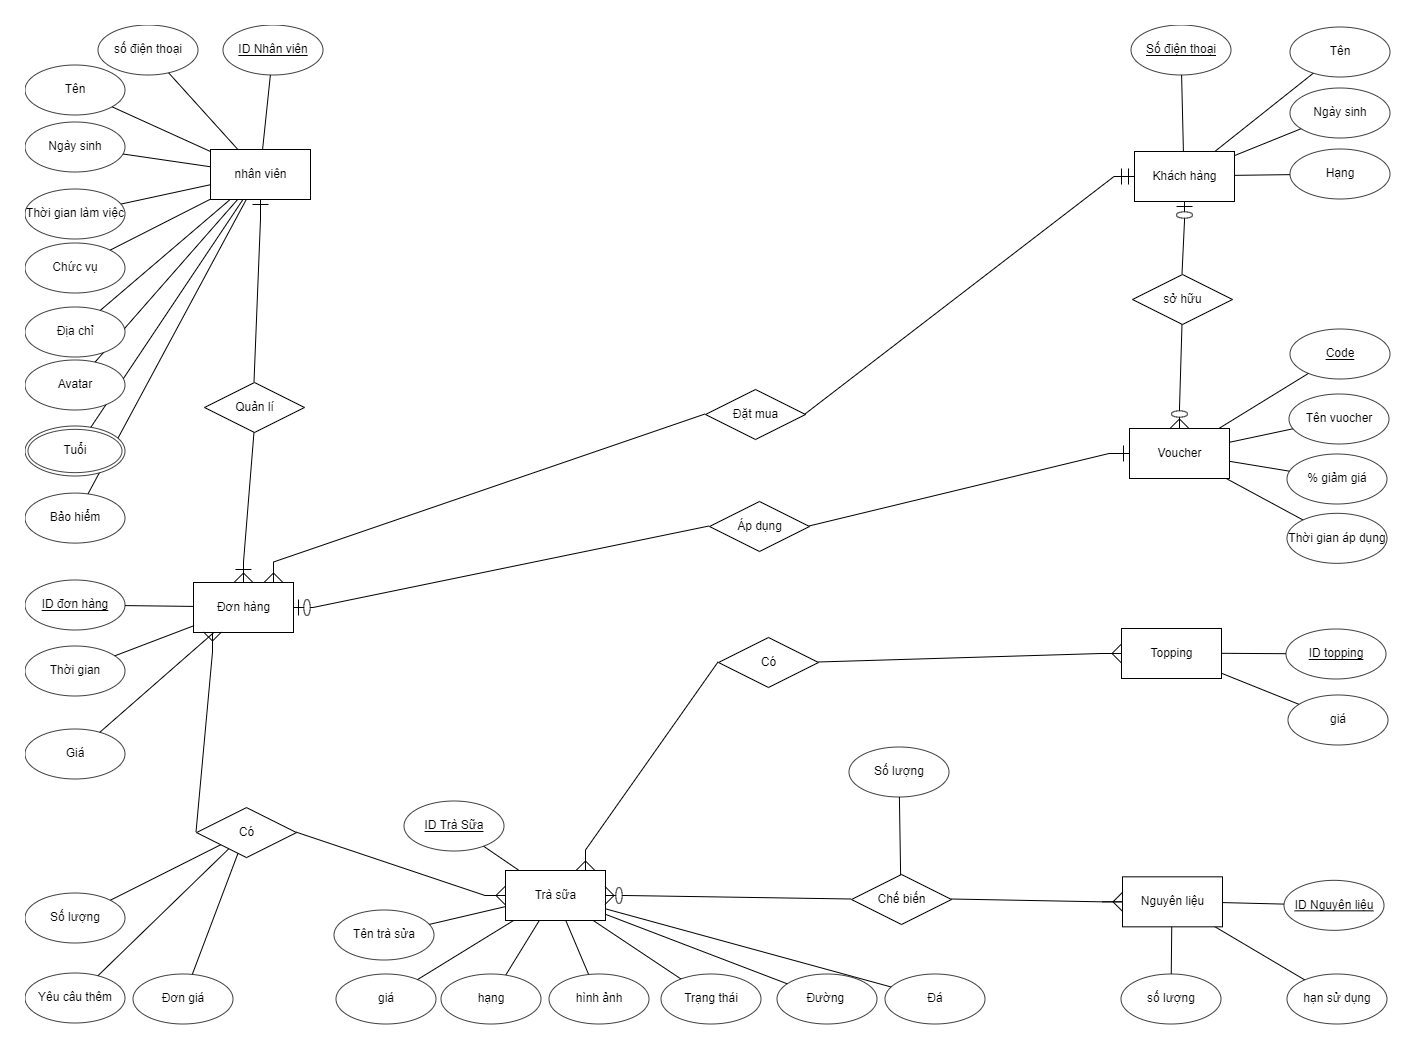 số điện thoại
ID Nhân viên
Số điện thoại
Tên
Tên
Ngày sinh
Ngày sinh
nhân viên
Khách hàng
Hạng
Thời gian làm việc
Chức vụ
sở hữu
Địa chỉ
Code
Avatar
Quản lí
Đặt mua
Tên vuocher
Tuổi
Voucher
% giảm giá
Bảo hiểm
Áp dụng
Thời gian áp dụng
ID đơn hàng
Đơn hàng
Thời gian
Có
Topping
ID topping
giá
Giá
Số lượng
Có
ID Trà Sữa
Trà sữa
Chế biến
Nguyên liệu
ID Nguyên liệu
Số lượng
Tên trà sửa
Yêu câu thêm
Đơn giá
giá
hạng
hình ảnh
Trạng thái
Đường
Đá
số lượng
hạn sử dụng